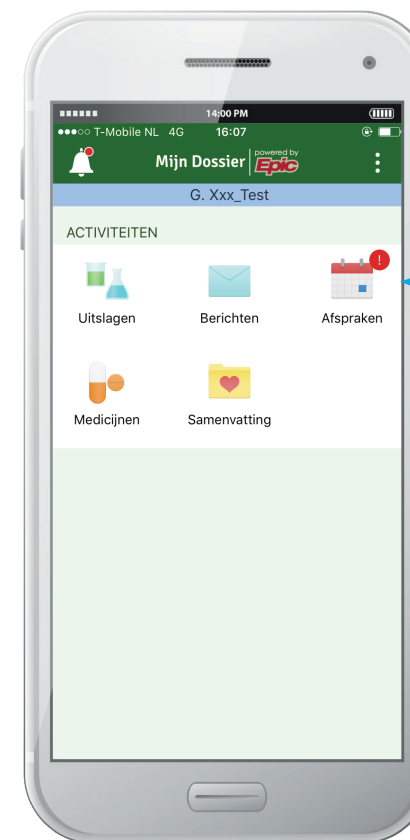 14:00 PM
T-Mobile NL 4G 16:07
Mijn Dossier powered by Epic
G. Xxx_Test
ACTIVITEITEN
Uitslagen Berichten Afspraken
Medicijnen Samenvatting